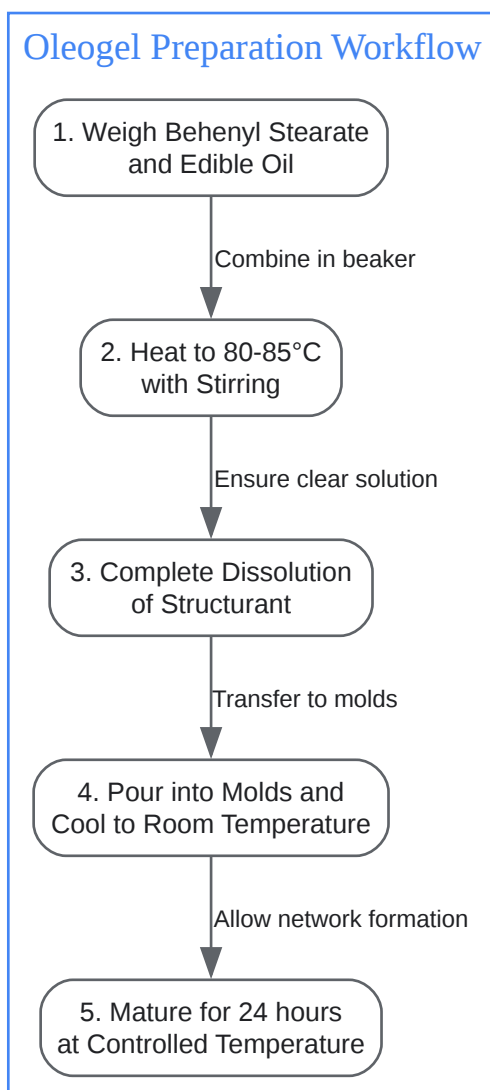 Oleogel Preparation Workflow
1. Weigh Behenyl Stearate
and Edible Oil
Combine in beaker
2. Heat to 80-85°C
with Stirring
Ensure clear solution
3. Complete Dissolution
of Structurant
Transfer to molds
4. Pour into Molds and
Cool to Room Temperature
Allow network formation
5. Mature for 24 hours
at Controlled Temperature